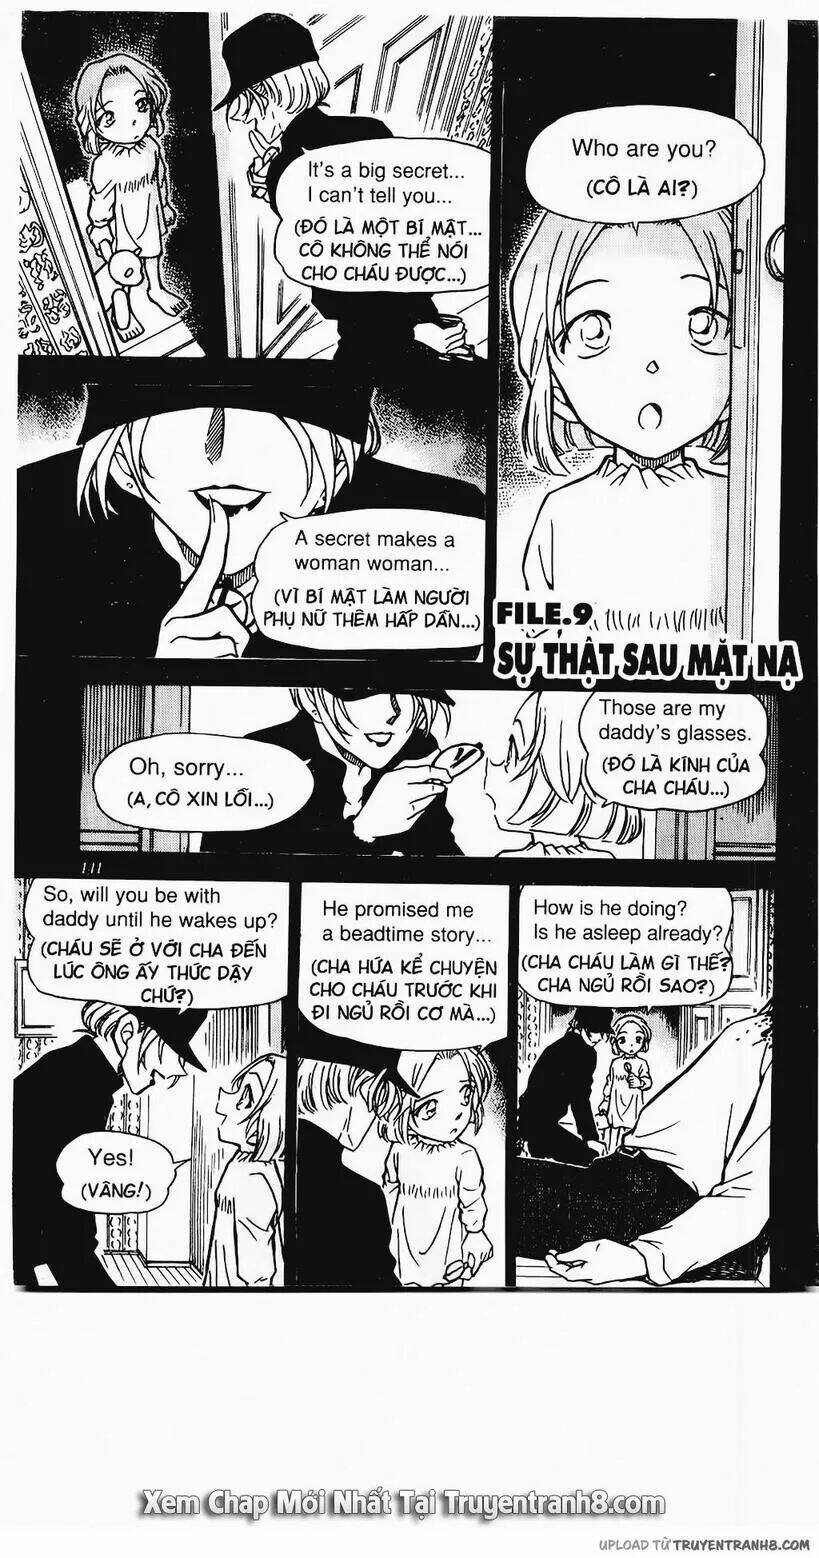 Who are you?
(CÔ LÀ AI?)
It's a big secret...
I can't tell you...
(ĐÓ LÀ MỘT BÍ MẬT...
CÔ KHÔNG THỂ NÓI
CHO CHÁU ĐƯỢC...)
A secret makes a
woman woman...
(VÌ BÍ MẬT LÀM NGƯỜI
PHỤ NỮ THÊM HẤP DẪN...)
FILE.9
SỰ THẬT SAU MẶT NẠ
Those are my
daddy's glasses.
(ĐÓ LÀ KÍNH CỦA
CHA CHÁU...)
Oh, sorry...
(A, CÔ XIN LỖI...)
141
How is he doing?
Is he asleep already?
(CHA CHÁU LÀM GÌ THẾ?
CHA NGỦ RỒI SAO?)
He promised me
a beadtime story...
(CHA HỨA KỂ CHUYỆN
CHO CHÁU TRƯỚC KHI
ĐI NGỦ RỒI CƠ MÀ...)
So, will you be with
daddy until he wakes up?
(CHÁU SẼ Ở VỚI CHA ĐẾN
LÚC ÔNG ẤY THỨC DẬY
CHỨ?)
Yes!
(VÂNG!)
Xem Chap Mới Nhất Tại Truyentranh8.com
UPLOAD TỪ TRUYENTRANH8.COM